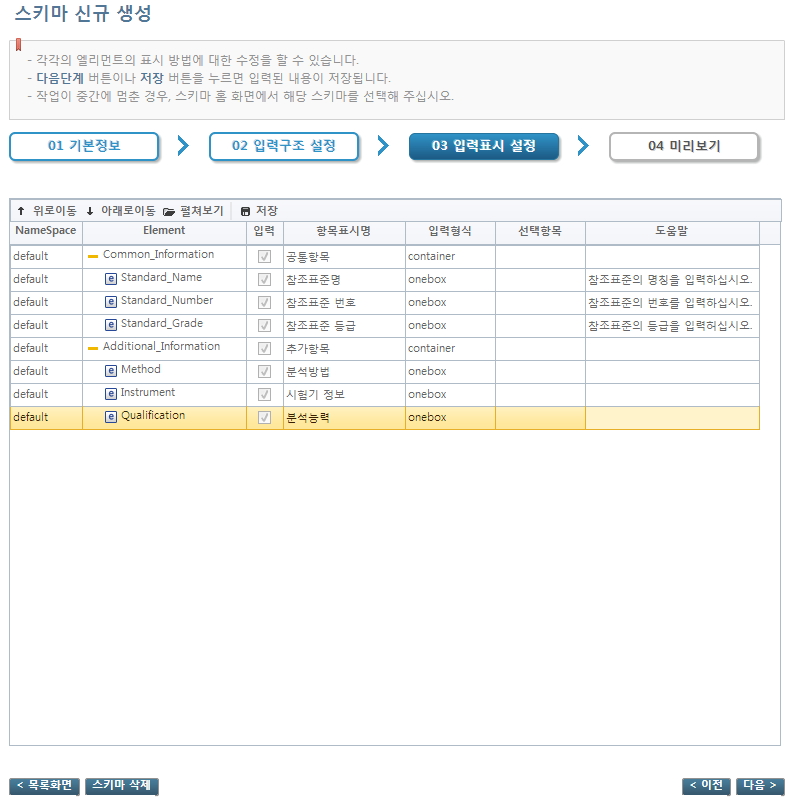 스키마 신규 생성
- 각각의 엘리먼트의 표시 방법에 대한 수정을 할 수 있습니다.
- 다음단계 버튼이나 저장 버튼을 누르면 입력된 내용이 저장됩니다.
- 작업이 중간에 멈춘 경우, 스키마 홈 화면에서 해당 스키마를 선택해 주십시오.
01 기본정보 02 입력구조 설정 03 입력표시 설정 04 미리보기
위로이동 아래로이동 펼쳐보기 저장
NameSpace Element 입력 항목표시명 입력형식 선택항목 도움말
default Common_Information 공통항목 container
default Standard_Name 참조표준명 onebox 참조표준의 명칭을 입력하십시오.
default Standard_Number 참조표준 번호 onebox 참조표준의 번호를 입력하십시오.
default Standard_Grade 참조표준 등급 onebox 참조표준의 등급을 입력허십시오.
default Additional_Information 추가항목 container
default Method 분석방법 onebox
default Instrument 시험기 정보 onebox
default Qualification 분석능력 onebox
< 목록화면 스키마 삭제 < 이전 다음 >